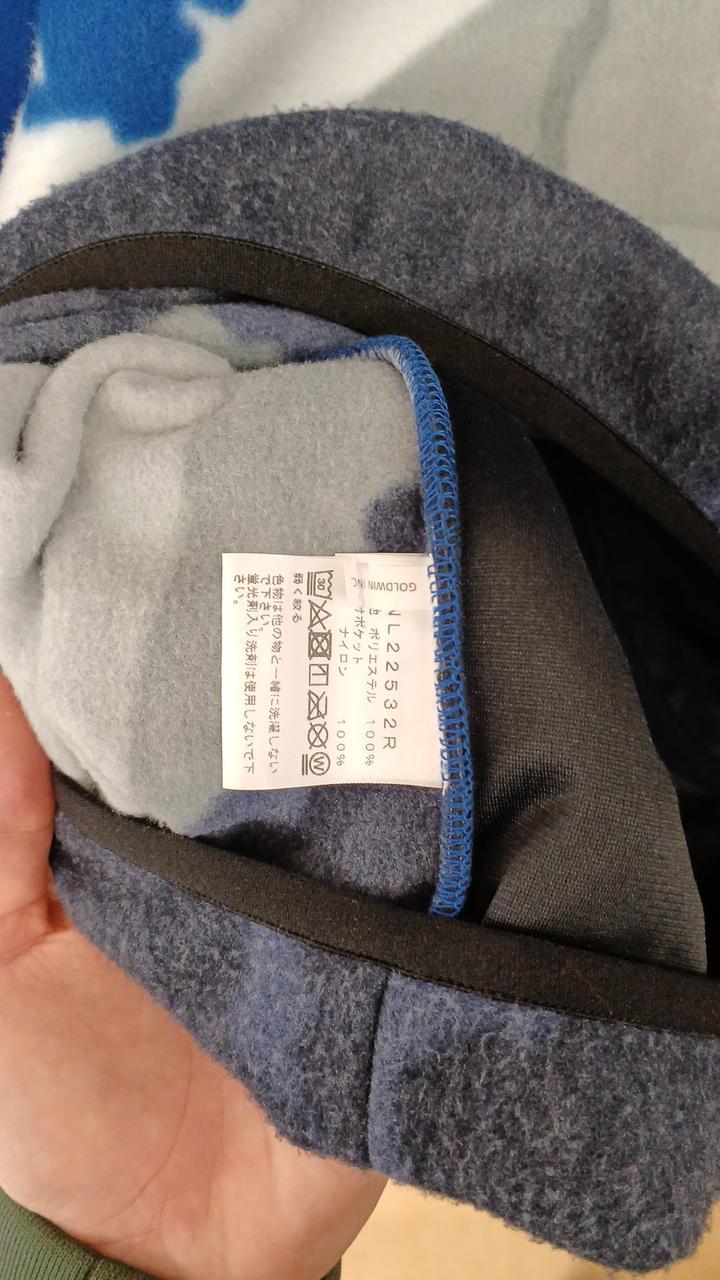 GOLDWIN INC
NL22532R
ポリエステル 100%
ポケット
ナイロン 100%
30
W
弱く絞る
色物は他の物と一緒に洗濯しない
で下さい。
蛍光剤入り洗剤は使用しないで下
さい。